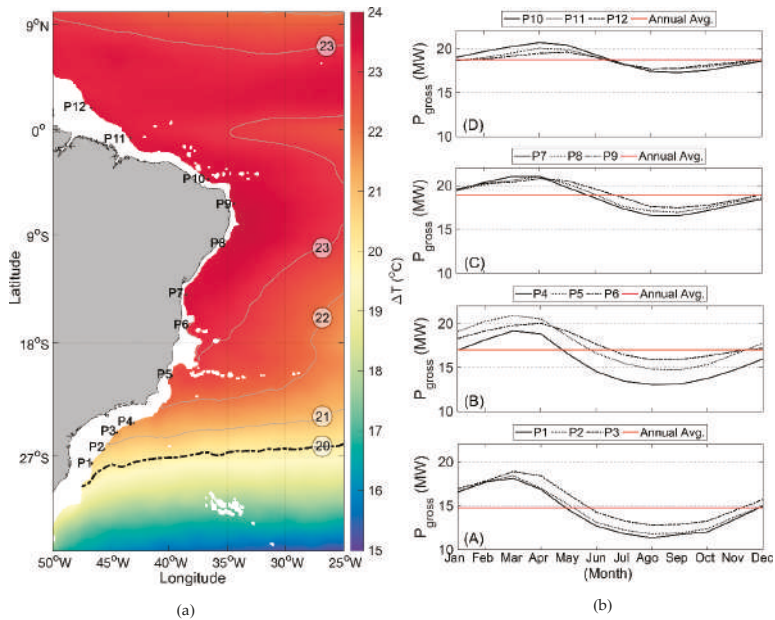 (a)
9°N
0°
9°S
18°S
27°S
Latitude
50°W 45°W 40°W 35°W 30°W 25°W
Longitude
P12
P11
P10
P9
P8
P7
P6
P5
P4
P3
P2
P1
23
23
22
21
20
24
23
22
21
20
19
18
17
16
15
ΔT (°C)
P10 P11 P12 Annual Avg.
20
15
10
P gross (MW)
(D)
P7 P8 P9 Annual Avg.
20
15
10
P gross (MW)
(C)
P4 P5 P6 Annual Avg.
20
15
10
P gross (MW)
(B)
P1 P2 P3 Annual Avg.
20
15
10
P gross (MW)
(A)
Jan Feb Mar Apr May Jun Jul Ago Sep Oct Nov Dec
(Month)
(a)
(b)